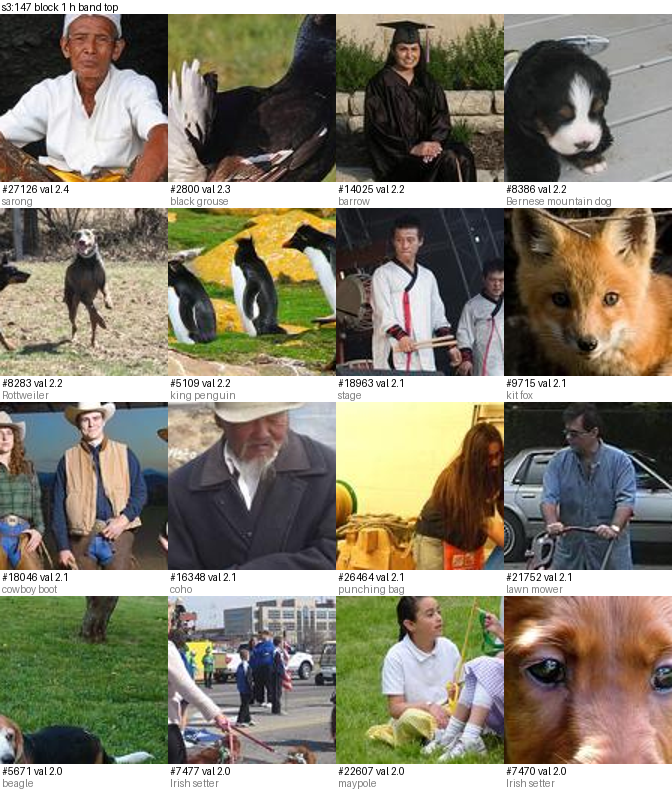 s3:147 block 1 h band top
#27126 val 2.4
sarong
#2800 val 2.3
black grouse
#14025 val 2.2
barrow
#8386 val 2.2
Bernese mountain dog
#8283 val 2.2
Rottweiler
#5109 val 2.2
king penguin
#18963 val 2.1
stage
#9715 val 2.1
kit fox
#18046 val 2.1
cowboy boot
#16348 val 2.1
coho
#26464 val 2.1
punching bag
#21752 val 2.1
lawn mower
#5671 val 2.0
beagle
#7477 val 2.0
Irish setter
#22607 val 2.0
maypole
#7470 val 2.0
Irish setter